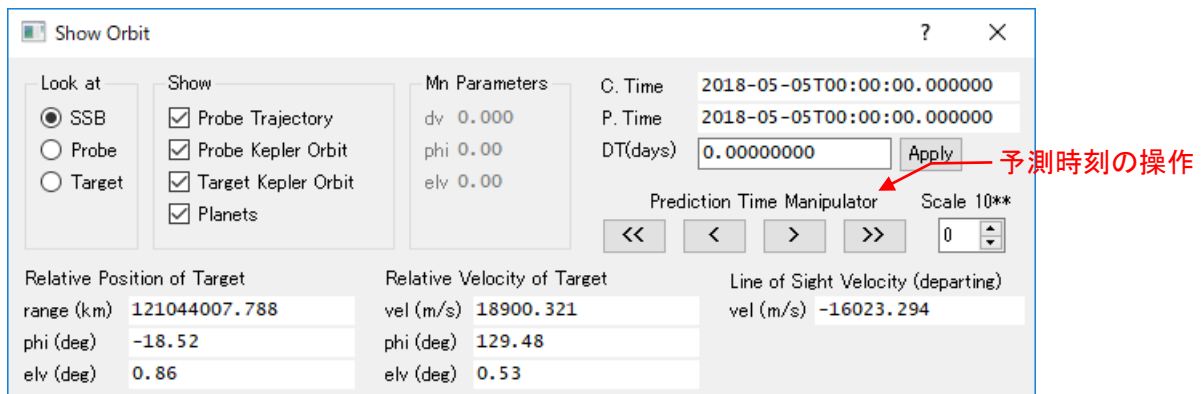 Show Orbit ? ×
Look at
SSB
Probe
Target
Show
Probe Trajectory
Probe Kepler Orbit
Target Kepler Orbit
Planets
Mn Parameters
dv 0.000
phi 0.00
elv 0.00
C. Time 2018-05-05T00:00:00.000000
P. Time 2018-05-05T00:00:00.000000
DT(days) 0.00000000 Apply
予測時刻の操作
Prediction Time Manipulator Scale 10**
<< < > >> 0
Relative Position of Target
range (km) 121044007.788
phi (deg) -18.52
elv (deg) 0.86
Relative Velocity of Target
vel (m/s) 18900.321
phi (deg) 129.48
elv (deg) 0.53
Line of Sight Velocity (departing)
vel (m/s) -16023.294